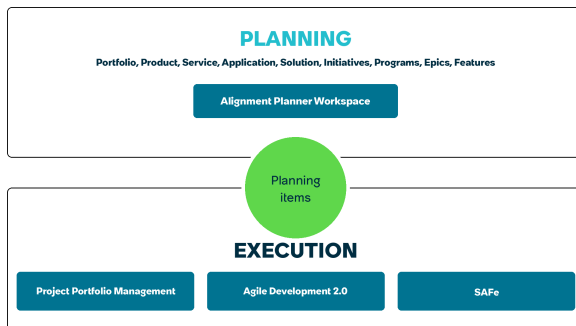 PLANNING
Portfolio, Product, Service, Application, Solution, Initiatives, Programs, Epics, Features
Alignment Planner Workspace
Planning
items
EXECUTION
Project Portfolio Management
Agile Development 2.0
SAFe